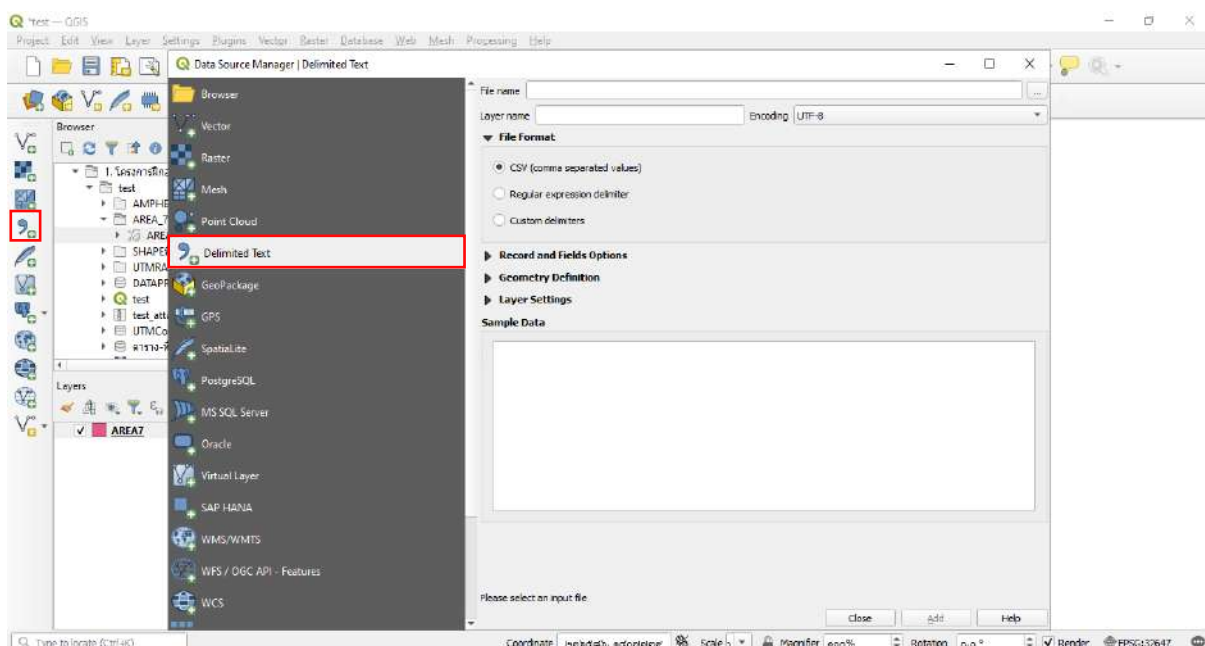 *test — QGIS
Project Edit View Layer Settings Plugins Vector Raster Database Web Mesh Processing Help
Data Source Manager | Delimited Text
Browser
Vector
Raster
Mesh
Point Cloud
Delimited Text
GeoPackage
GPS
SpatiaLite
PostgreSQL
MS SQL Server
Oracle
Virtual Layer
SAP HANA
WMS/WMTS
WFS / OGC API - Features
WCS
File name
...
Layer name
Encoding UTF-8
File Format
CSV (comma separated values)
Regular expression delimiter
Custom delimiters
Record and Fields Options
Geometry Definition
Layer Settings
Sample Data
Please select an input file
Close Add Help
Browser
test
AMPHE
AREA_7
AREA
SHAPE
UTMRA
DATAPR
test
test_att
UTMCo
Layers
AREA7
Type to locate (Ctrl+K)
Coordinate
Scale
Magnifier
Rotation
Render
EPSG:32647